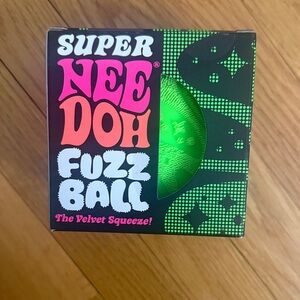 SUPER
NEE®
DOH
FUZZ
BALL
The Velvet Squeeze!